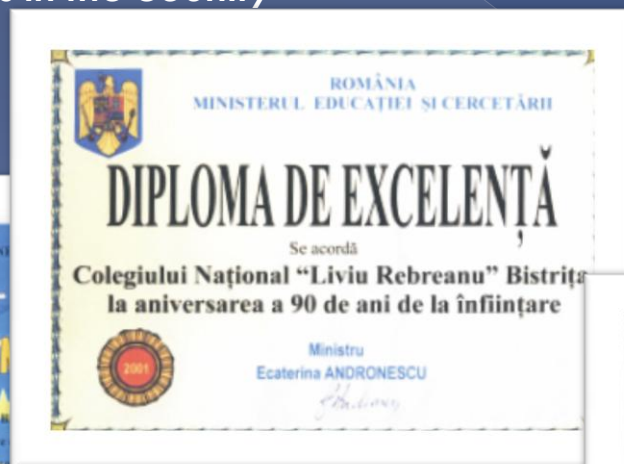 ROMÂNIA
MINISTERUL EDUCAȚIEI ȘI CERCETĂRII
DIPLOMA DE EXCELENȚĂ
Se acordă
Colegiului Național "Liviu Rebreanu" Bistrița
la aniversarea a 90 de ani de la înființare
2001
Ministru
Ecaterina ANDRONESCU